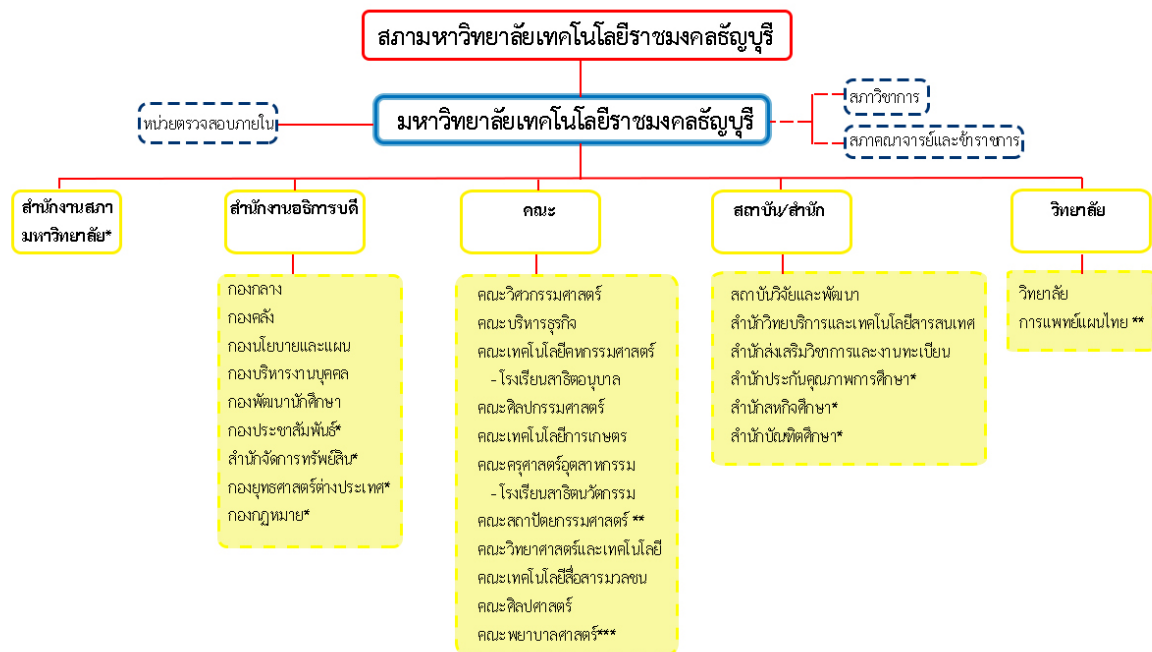 สภามหาวิทยาลัยเทคโนโลยีราชมงคลธัญบุรี
สภาวิชาการ
หน่วยตรวจสอบภายใน
มหาวิทยาลัยเทคโนโลยีราชมงคลธัญบุรี
สภาคณาจารย์และข้าราชการ
สำนักงานสภา
มหาวิทยาลัย*
สำนักงานอธิการบดี
คณะ
สถาบัน/สำนัก
วิทยาลัย
กองกลาง
กองคลัง
กองนโยบายและแผน
กองบริหารงานบุคคล
กองพัฒนานักศึกษา
กองประชาสัมพันธ์*
สำนักจัดการทรัพย์สิน*
กองยุทธศาสตร์ต่างประเทศ*
กองกฎหมาย*
คณะวิศวกรรมศาสตร์
คณะบริหารธุรกิจ
คณะเทคโนโลยีคหกรรมศาสตร์
- โรงเรียนสาธิตอนุบาล
คณะศิลปกรรมศาสตร์
คณะเทคโนโลยีการเกษตร
คณะครุศาสตร์อุตสาหกรรม
- โรงเรียนสาธิตนวัตกรรม
คณะสถาปัตยกรรมศาสตร์ **
คณะวิทยาศาสตร์และเทคโนโลยี
คณะเทคโนโลยีสื่อสารมวลชน
คณะศิลปศาสตร์
คณะพยาบาลศาสตร์***
สถาบันวิจัยและพัฒนา
สำนักวิทยบริการและเทคโนโลยีสารสนเทศ
สำนักส่งเสริมวิชาการและงานทะเบียน
สำนักประกันคุณภาพการศึกษา*
สำนักสหกิจศึกษา*
สำนักบัณฑิตศึกษา*
วิทยาลัย
การแพทย์แผนไทย **